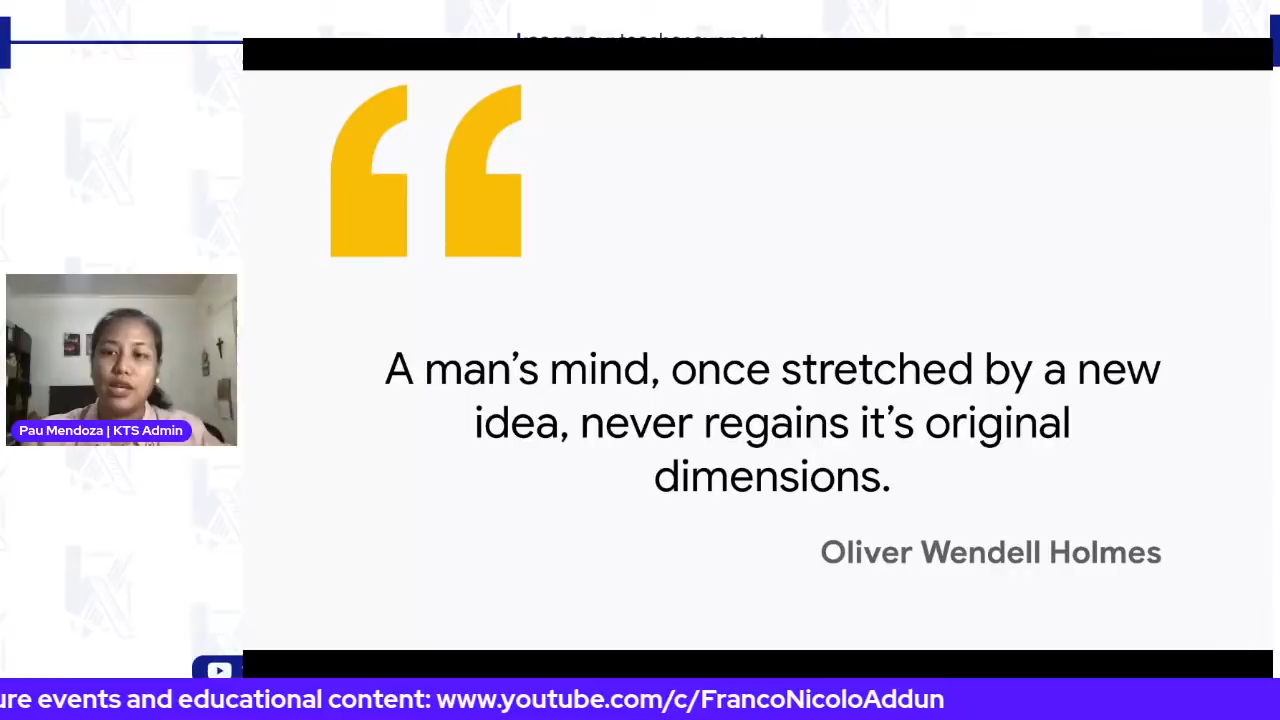 A man’s mind, once stretched by a new
idea, never regains it’s original
dimensions.
Oliver Wendell Holmes
Pau Mendoza | KTS Admin
ure events and educational content: www.youtube.com/c/FrancoNicoloAddun